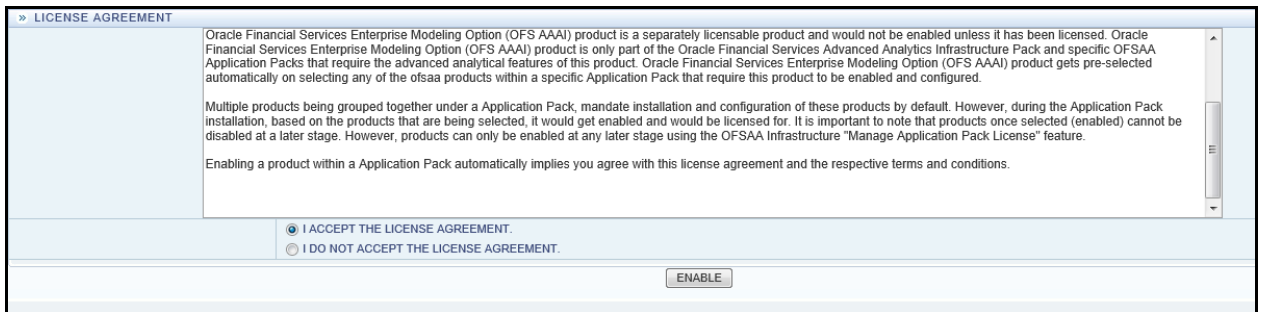 » LICENSE AGREEMENT
Oracle Financial Services Enterprise Modeling Option (OFS AAAI) product is a separately licensable product and would not be enabled unless it has been licensed. Oracle
Financial Services Enterprise Modeling Option (OFS AAAI) product is only part of the Oracle Financial Services Advanced Analytics Infrastructure Pack and specific OFSAA
Application Packs that require the advanced analytical features of this product. Oracle Financial Services Enterprise Modeling Option (OFS AAAI) product gets pre-selected
automatically on selecting any of the ofsaa products within a specific Application Pack that require this product to be enabled and configured.
Multiple products being grouped together under a Application Pack, mandate installation and configuration of these products by default. However, during the Application Pack
installation, based on the products that are being selected, it would get enabled and would be licensed for. It is important to note that products once selected (enabled) cannot be
disabled at a later stage. However, products can only be enabled at any later stage using the OFSAA Infrastructure "Manage Application Pack License" feature.
Enabling a product within a Application Pack automatically implies you agree with this license agreement and the respective terms and conditions.
I ACCEPT THE LICENSE AGREEMENT.
I DO NOT ACCEPT THE LICENSE AGREEMENT.
ENABLE